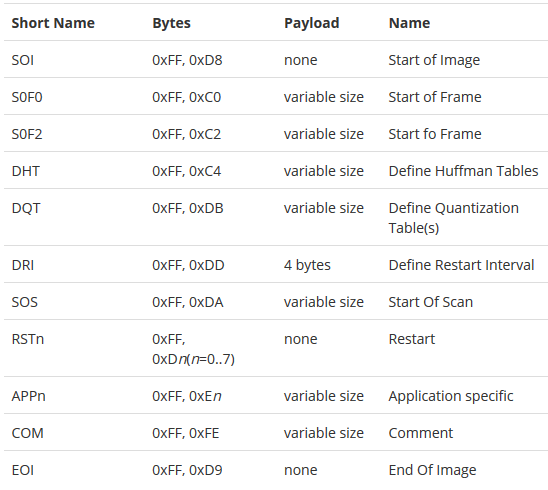 Short Name Bytes Payload Name
SOI 0xFF, 0xD8 none Start of Image
S0F0 0xFF, 0xC0 variable size Start of Frame
S0F2 0xFF, 0xC2 variable size Start fo Frame
DHT 0xFF, 0xC4 variable size Define Huffman Tables
DQT 0xFF, 0xDB variable size Define Quantization
Table(s)
DRI 0xFF, 0xDD 4 bytes Define Restart Interval
SOS 0xFF, 0xDA variable size Start Of Scan
RSTn 0xFF, none Restart
0xDn(n=0..7)
APPn 0xFF, 0xEn variable size Application specific
COM 0xFF, 0xFE variable size Comment
EOI 0xFF, 0xD9 none End Of Image